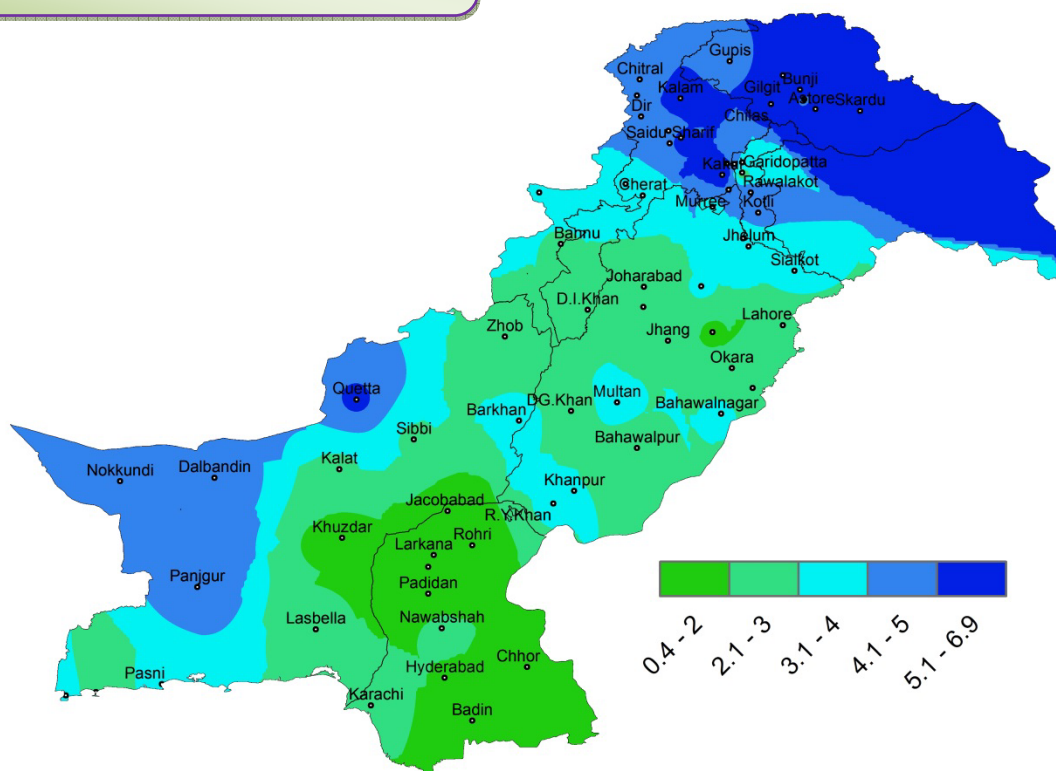 Gupis
Chitral
Bunji
Kalam
Gilgit
Astore
Skardu
Dir
Chilas
Saidu Sharif
Garidopatta
Cherat
Rawalakot
Murree
Kotli
Bannu
Jhelum
Sialkot
Joharabad
D.I.Khan
Lahore
Zhob
Jhang
Okara
Quetta
Multan
DG.Khan
Barkhan
Bahawalnagar
Sibbi
Bahawalpur
Kalat
Nokkundi
Dalbandin
Khanpur
Jacobabad
R.Y.Khan
Khuzdar
Rohri
Larkana
Panjgur
Padidan
Lasbella
Nawabshah
Chhor
Pasni
Hyderabad
Karachi
Badin
0.4 - 2
2.1 - 3
3.1 - 4
4.1 - 5
5.1 - 6.9